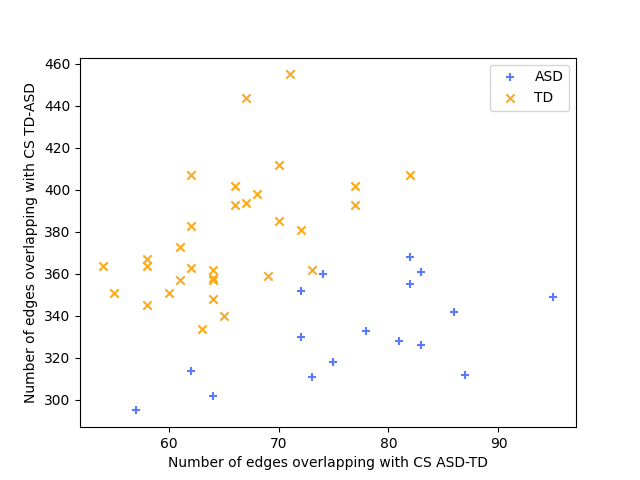 ASD
TD
460
440
420
400
380
360
340
320
300
60 70 80 90
Number of edges overlapping with CS ASD-TD
Number of edges overlapping with CS TD-ASD